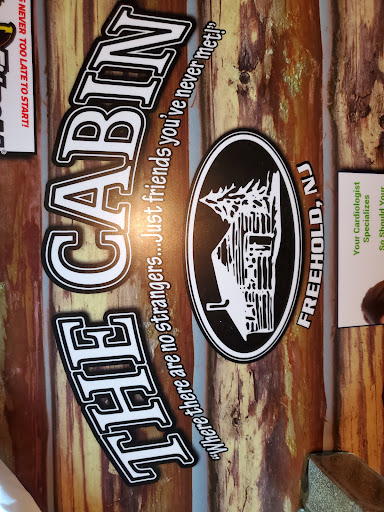 THE CABIN
"Where there are no strangers...Just friends you've never met!"
FREEHOLD, NJ
NEVER TOO LATE TO START!
Your Cardiologist
Specializes
So Should Your